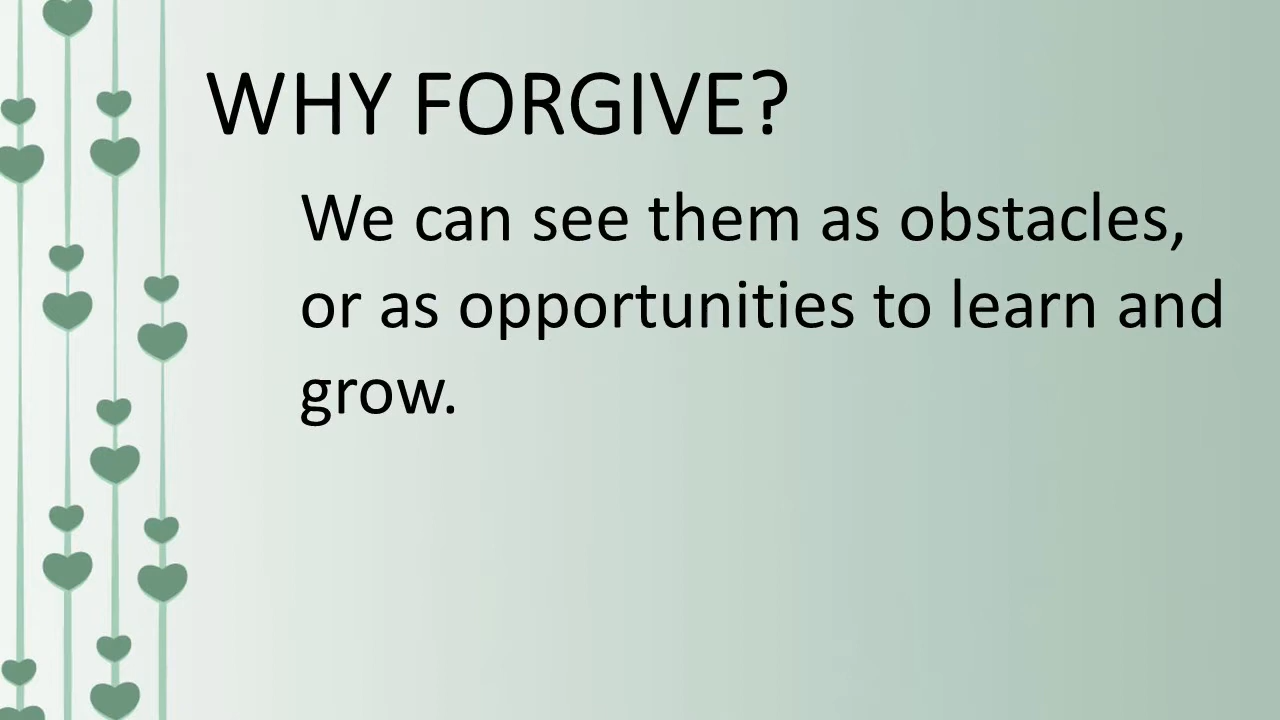 WHY FORGIVE?
We can see them as obstacles,
or as opportunities to learn and
grow.